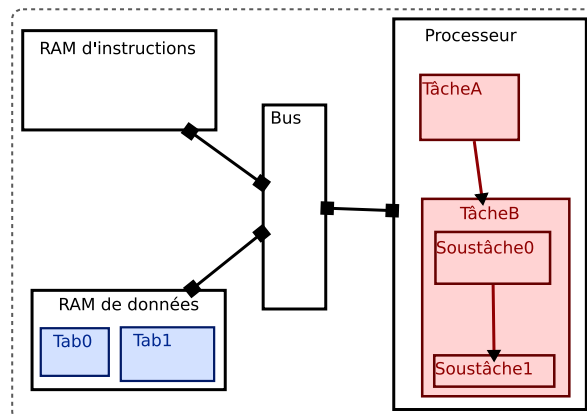 RAM d'instructions
Processeur
TâcheA
Bus
TâcheB
Soustâche0
RAM de données
Tab0
Tab1
Soustâche1